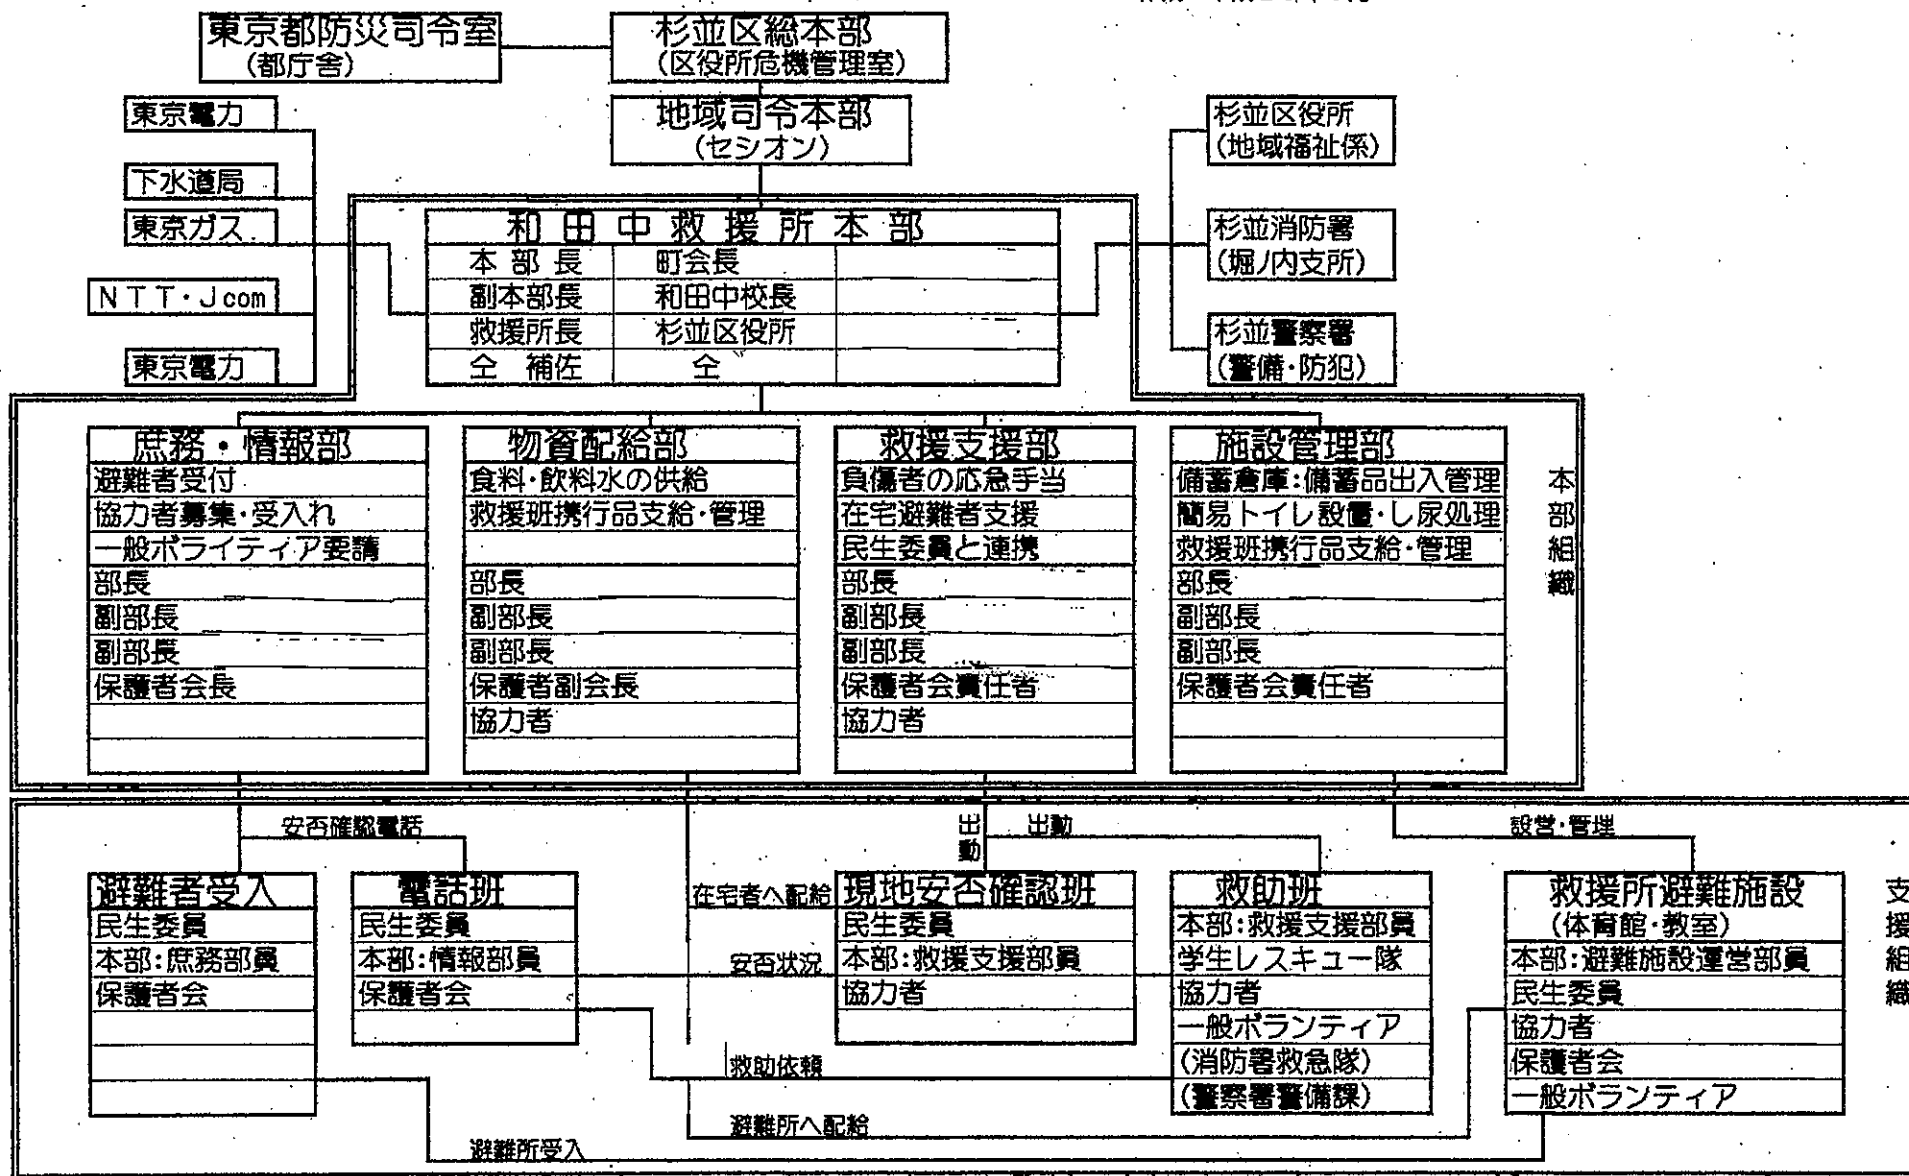 東京都防災司令室
(都庁舎)
杉並区総本部
(区役所危機管理室)
地域司令本部
(セシオン)
東京電力
下水道局
東京ガス
NTT・Jcom
東京電力
杉並区役所
(地域福祉係)
杉並消防署
(堀ノ内支所)
杉並警察署
(警備・防犯)
和田中救援所本部
本部長 町会長
副本部長 和田中校長
救援所長 杉並区役所
仝 補佐 仝
庶務・情報部
避難者受付
協力者募集・受入れ
一般ボライティア要請
部長
副部長
副部長
保護者会長
物資配給部
食料・飲料水の供給
救援班携行品支給・管理
部長
副部長
副部長
保護者副会長
協力者
救援支援部
負傷者の応急手当
在宅避難者支援
民生委員と連携
部長
副部長
副部長
保護者会責任者
協力者
施設管理部
備蓄倉庫:備蓄品出入管理
簡易トイレ設置・し尿処理
救援班携行品支給・管理
部長
副部長
副部長
保護者会責任者
本部組織
安否確認電話
出動
出動
設営・管理
避難者受入
民生委員
本部:庶務部員
保護者会
電話班
民生委員
本部:情報部員
保護者会
在宅者へ配給
安否状況
救助依頼
避難所へ配給
避難所受入
現地安否確認班
民生委員
本部:救援支援部員
協力者
救助班
本部:救援支援部員
学生レスキュー隊
協力者
一般ボランティア
(消防署救急隊)
(警察署警備課)
救援所避難施設
(体育館・教室)
本部:避難施設運営部員
民生委員
協力者
保護者会
一般ボランティア
支援組織